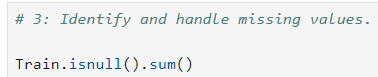 # 3: Identify and handle missing values.
Train.isnull().sum()